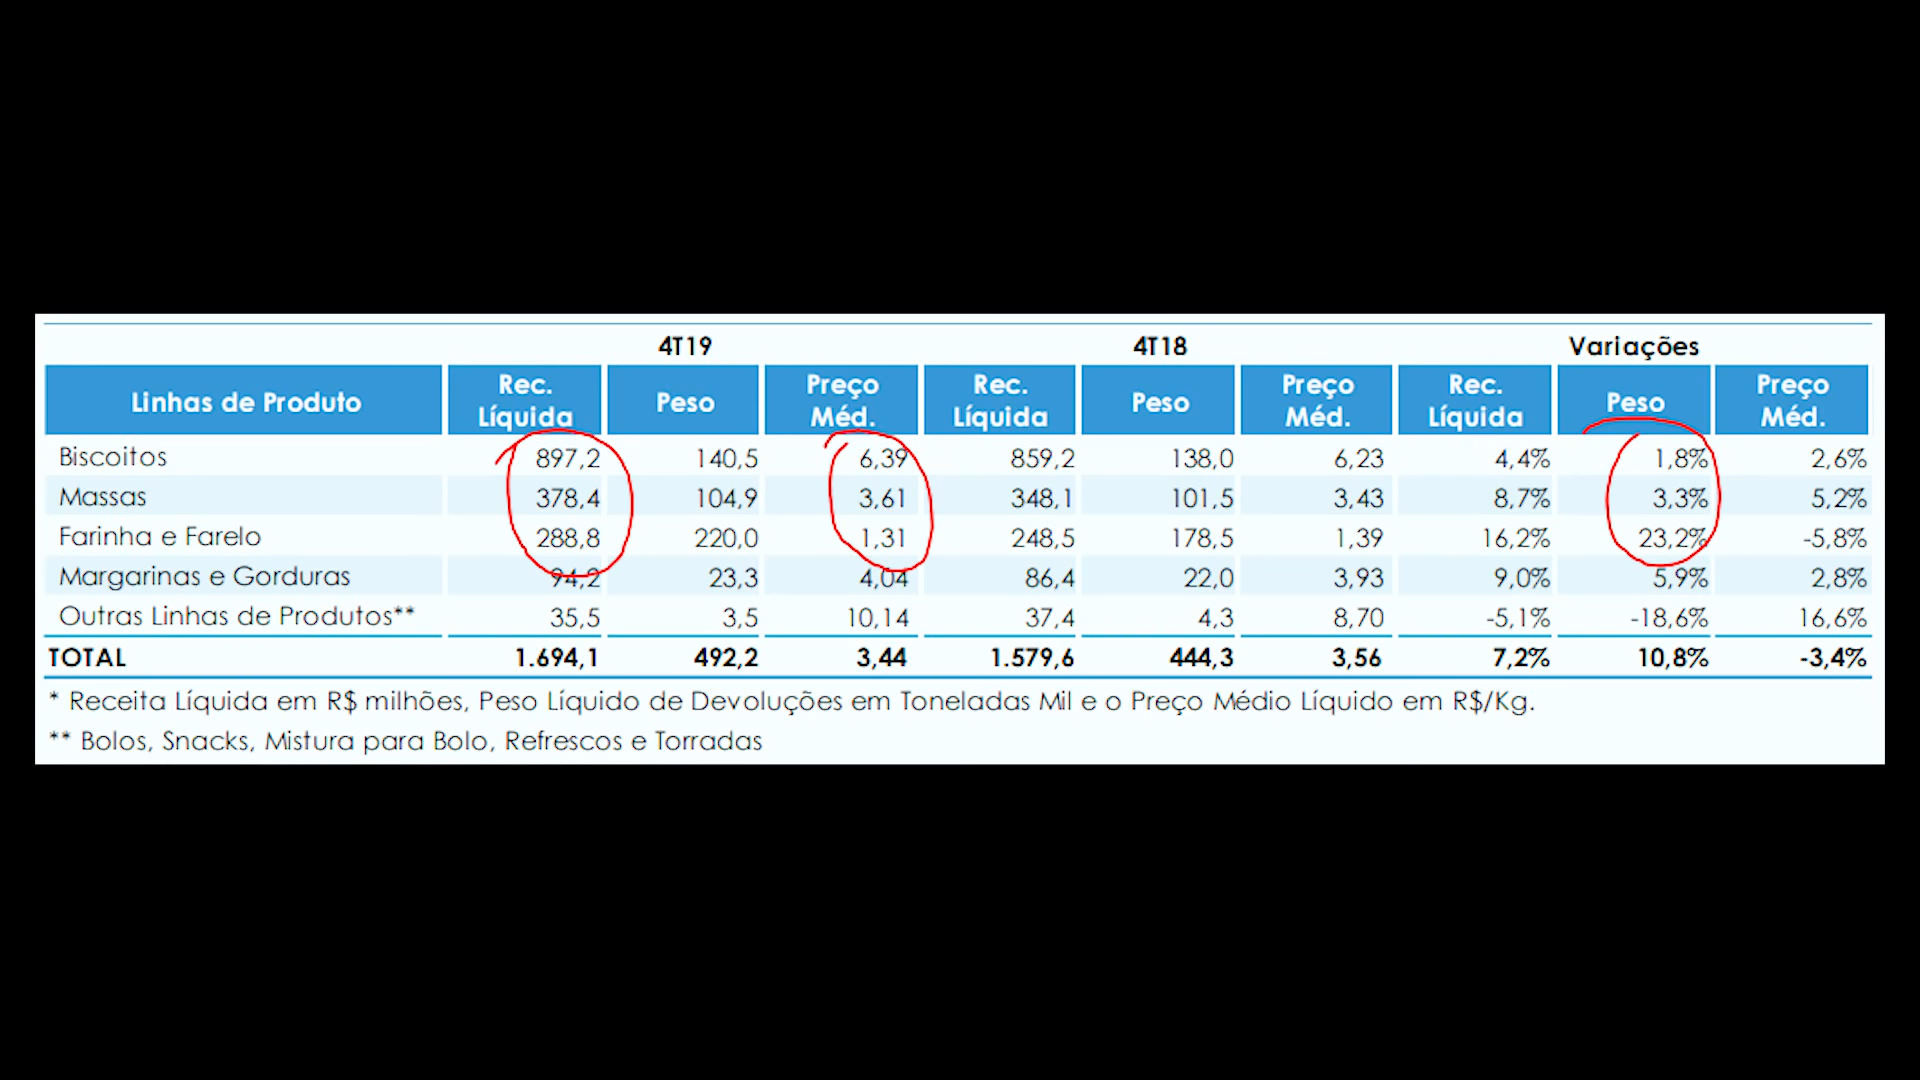 4T19 4T18 Variações
Linhas de Produto Rec. Líquida Peso Preço Méd. Rec. Líquida Peso Preço Méd. Rec. Líquida Peso Preço Méd.
Biscoitos 897,2 140,5 6,39 859,2 138,0 6,23 4,4% 1,8% 2,6%
Massas 378,4 104,9 3,61 348,1 101,5 3,43 8,7% 3,3% 5,2%
Farinha e Farelo 288,8 220,0 1,31 248,5 178,5 1,39 16,2% 23,2% -5,8%
Margarinas e Gorduras 94,2 23,3 4,04 86,4 22,0 3,93 9,0% 5,9% 2,8%
Outras Linhas de Produtos** 35,5 3,5 10,14 37,4 4,3 8,70 -5,1% -18,6% 16,6%
TOTAL 1.694,1 492,2 3,44 1.579,6 444,3 3,56 7,2% 10,8% -3,4%
* Receita Líquida em R$ milhões, Peso Líquido de Devoluções em Toneladas Mil e o Preço Médio Líquido em R$/Kg.
** Bolos, Snacks, Mistura para Bolo, Refrescos e Torradas